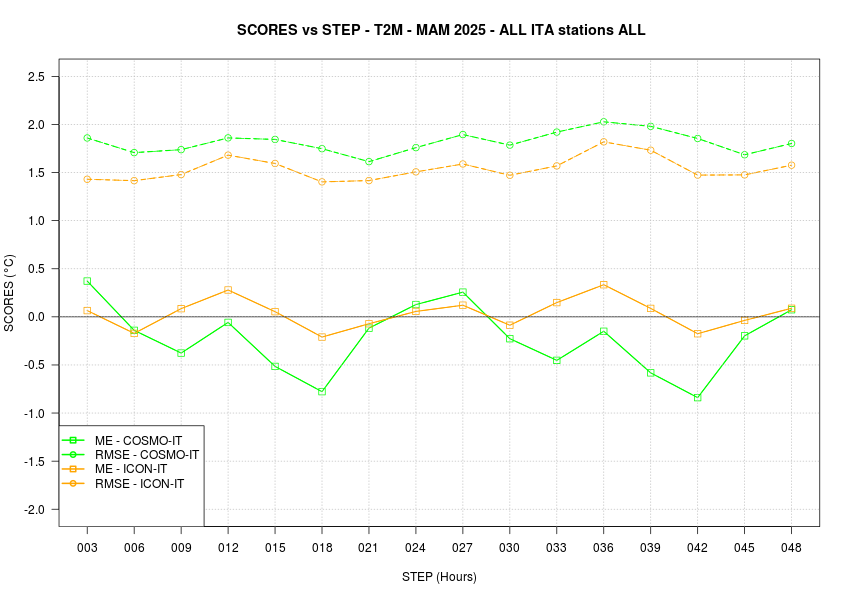 SCORES vs STEP - T2M - MAM 2025 - ALL ITA stations ALL
SCORES (°C)
2.5
2.0
1.5
1.0
0.5
0.0
-0.5
-1.0
-1.5
-2.0
ME - COSMO-IT
RMSE - COSMO-IT
ME - ICON-IT
RMSE - ICON-IT
003 006 009 012 015 018 021 024 027 030 033 036 039 042 045 048
STEP (Hours)